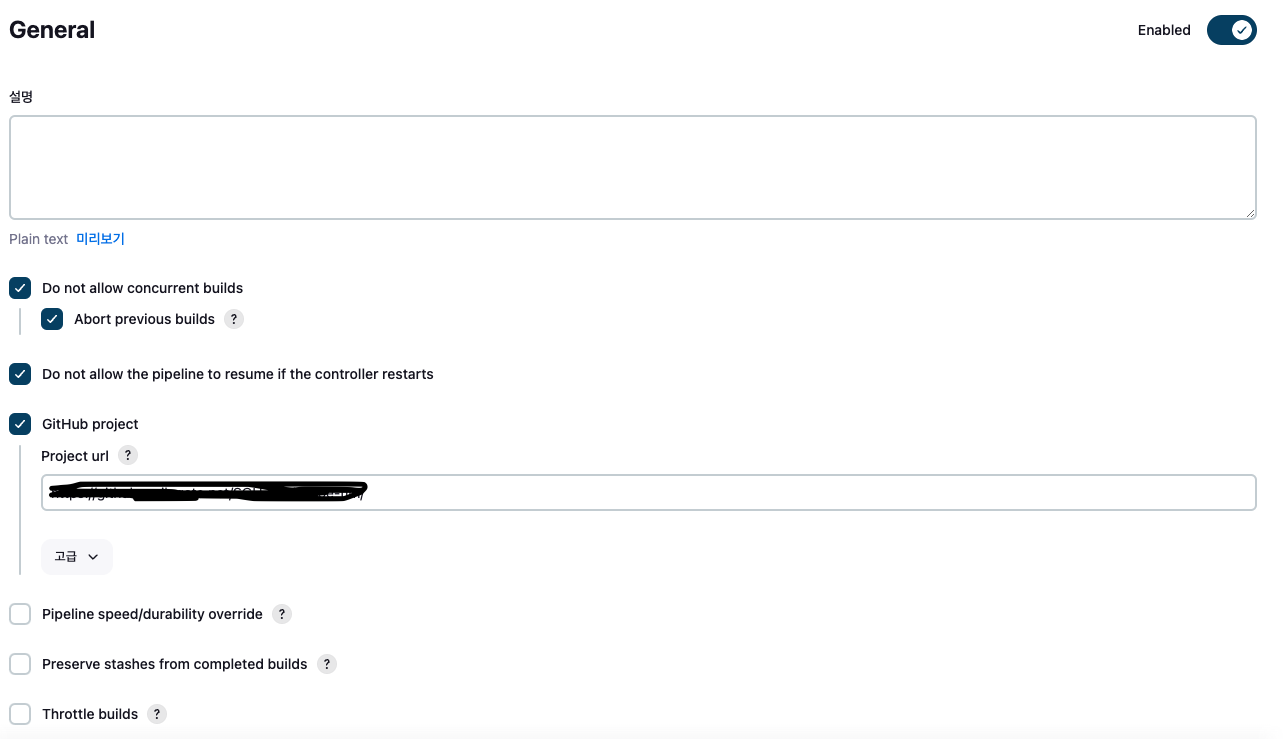 General
Enabled
설명
Plain text 미리보기
Do not allow concurrent builds
Abort previous builds ?
Do not allow the pipeline to resume if the controller restarts
GitHub project
Project url ?
고급
Pipeline speed/durability override ?
Preserve stashes from completed builds ?
Throttle builds ?